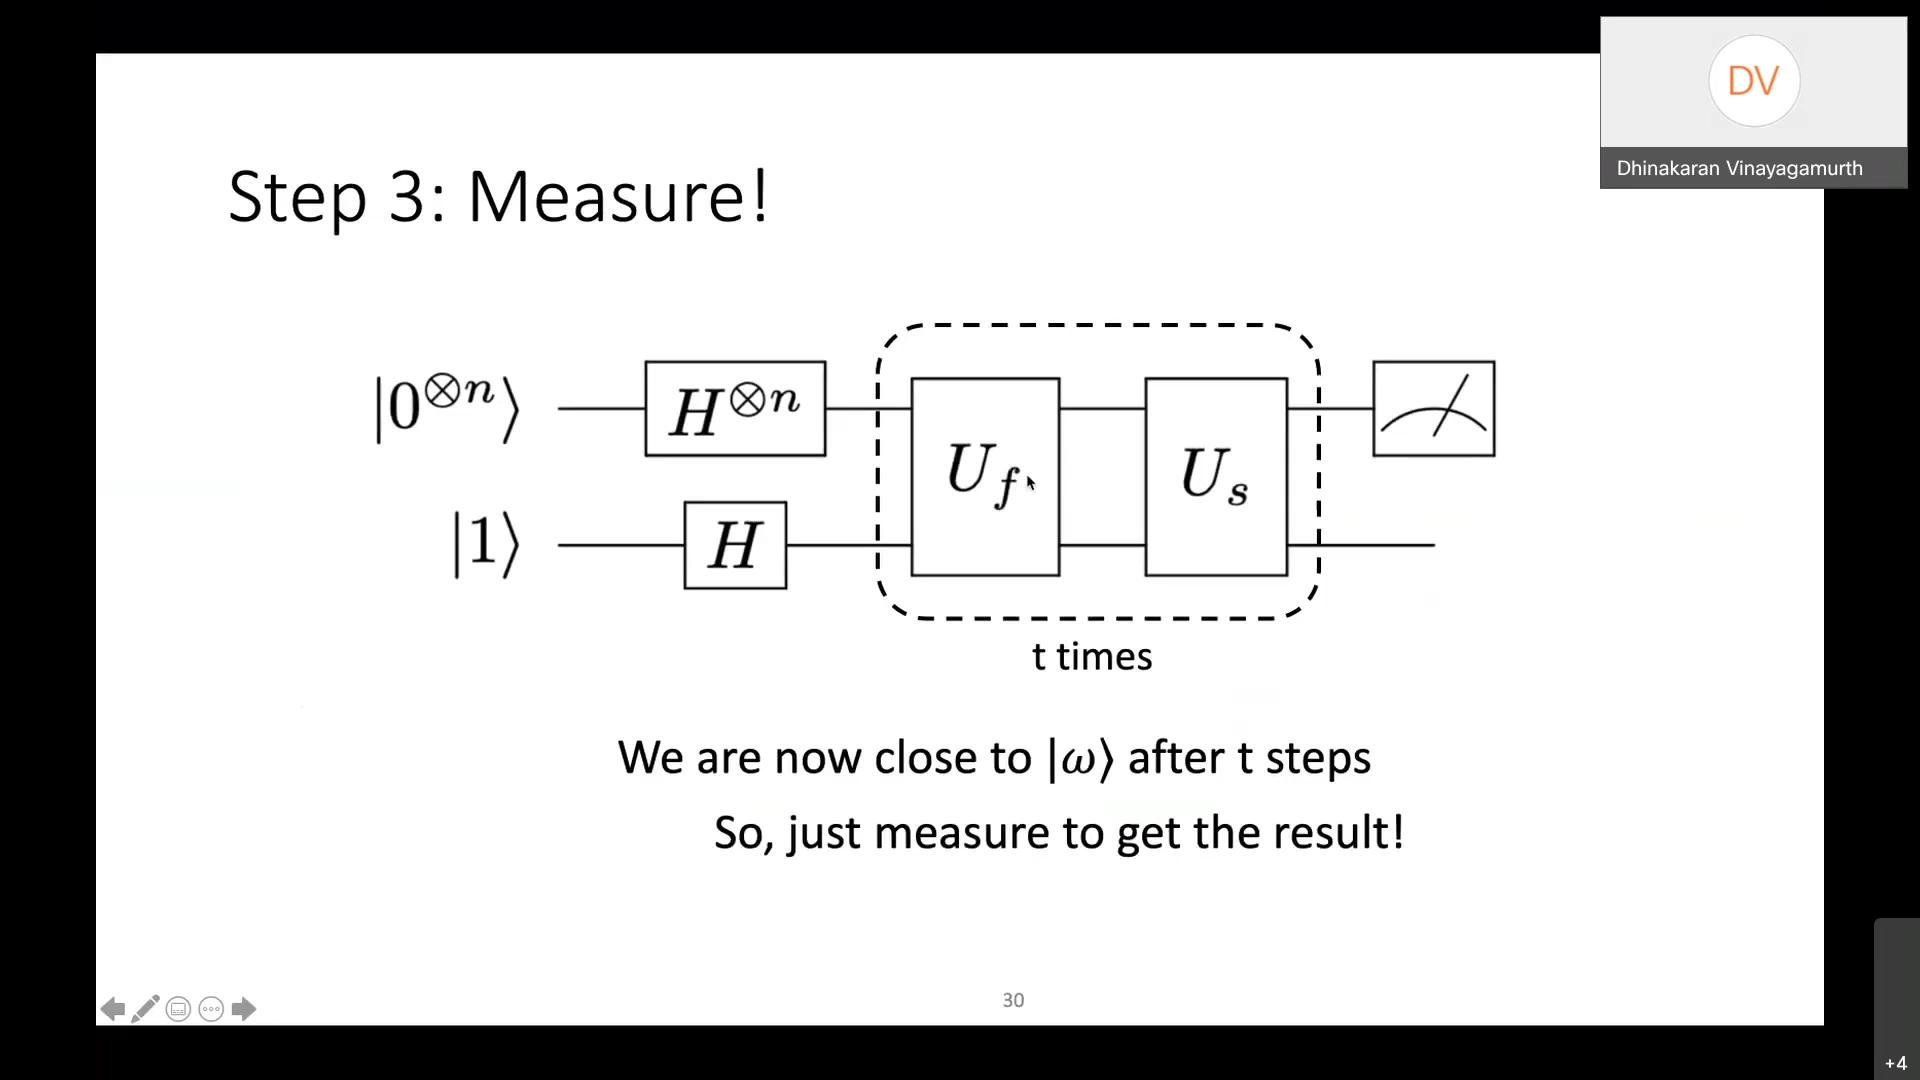 DV
Dhinakaran Vinayagamurth
Step 3: Measure!
|0⊗n⟩
H⊗n
U_f
U_s
|1⟩
H
t times
We are now close to |ω⟩ after t steps
So, just measure to get the result!
30
+4